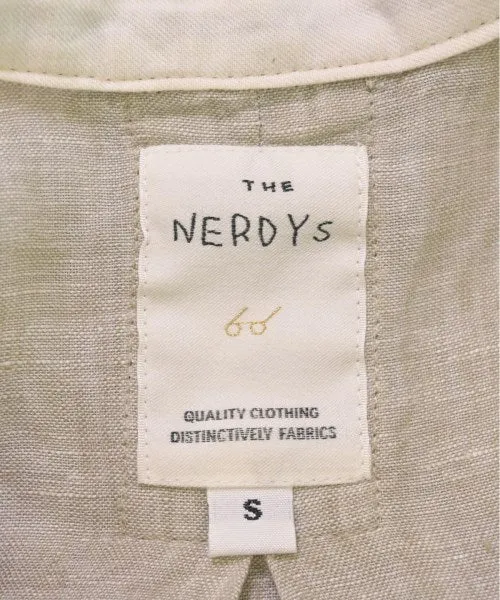 THE
NERDYs
QUALITY CLOTHING
DISTINCTIVELY FABRICS
S